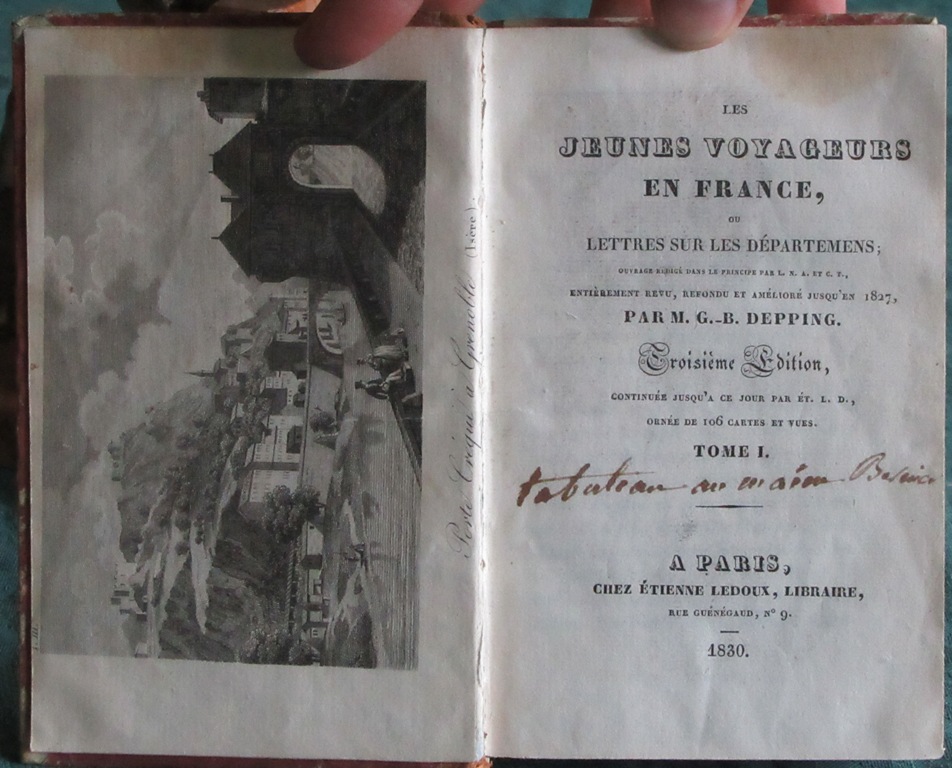 Porte Créqui à Grenoble (Isère).
LES
JEUNES VOYAGEURS
EN FRANCE,
OU
LETTRES SUR LES DÉPARTEMENS;
OUVRAGE RÉDIGÉ DANS LE PRINCIPE PAR L. N. A. ET C. T.,
ENTIÈREMENT REVU, REFONDU ET AMÉLIORÉ JUSQU'EN 1827,
PAR M. G.-B. DEPPING.
Troisième Edition,
CONTINUÉE JUSQU'A CE JOUR PAR ÉT. L. D.,
ORNÉE DE 106 CARTES ET VUES.
TOME I.
A PARIS,
CHEZ ÉTIENNE LEDOUX, LIBRAIRE,
RUE GUÉNÉGAUD, N° 9.
1830.